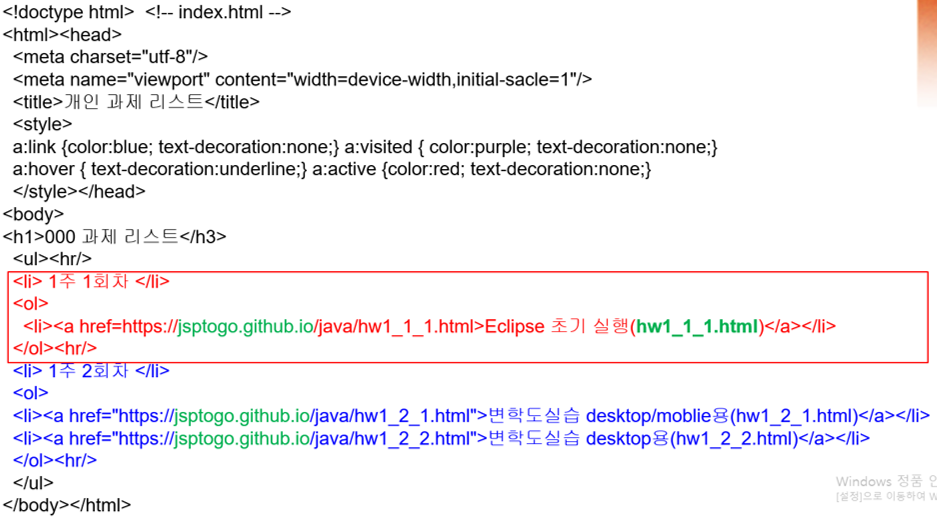 <!doctype html>  <!-- index.html -->
<html><head>
<meta charset="utf-8"/>
<meta name="viewport" content="width=device-width,initial-sacle=1"/>
<title>개인 과제 리스트</title>
<style>
a:link {color:blue; text-decoration:none;} a:visited { color:purple; text-decoration:none;}
a:hover { text-decoration:underline;} a:active {color:red; text-decoration:none;}
</style></head>
<body>
<h1>000 과제 리스트</h3>
<ul><hr/>
<li> 1주 1회차 </li>
<ol>
<li><a href=https://jsptogo.github.io/java/hw1_1_1.html>Eclipse 초기 실행(hw1_1_1.html)</a></li>
</ol><hr/>
<li> 1주 2회차 </li>
<ol>
<li><a href="https://jsptogo.github.io/java/hw1_2_1.html">변학도실습 desktop/moblie용(hw1_2_1.html)</a></li>
<li><a href="https://jsptogo.github.io/java/hw1_2_2.html">변학도실습 desktop용(hw1_2_2.html)</a></li>
</ol><hr/>
</ul>
</body></html>
Windows 정품
[설정]으로 이동하여